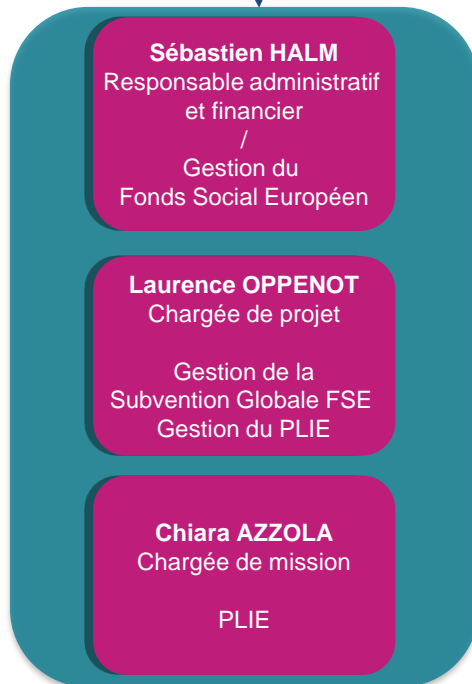 Sébastien HALM
Responsable administratif
et financier
/
Gestion du
Fonds Social Européen
Laurence OPPENOT
Chargée de projet
Gestion de la
Subvention Globale FSE
Gestion du PLIE
Chiara AZZOLA
Chargée de mission
PLIE